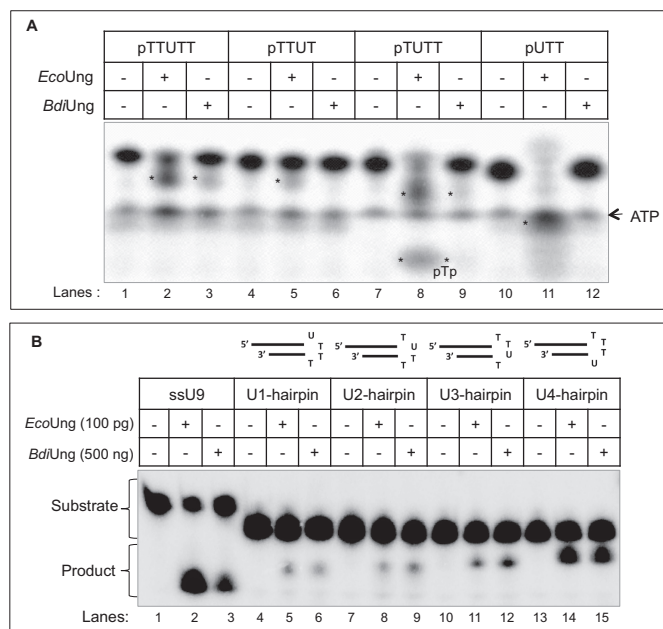 A
pTTUTT pTTUT pTUTT pUTT
EcoUng - + - - + - - + - - + -
BdiUng - - + - - + - - + - - +
* * * * * * *
ATP
* pTp *
Lanes : 1 2 3 4 5 6 7 8 9 10 11 12
B
5' U T T T 3' T
5' T U T T 3' T
5' T T T U 3' T
5' T T T T 3' U
ssU9 U1-hairpin U2-hairpin U3-hairpin U4-hairpin
EcoUng (100 pg) - + - - + - - + - - + - - + -
BdiUng (500 ng) - - + - - + - - + - - + - - +
Substrate
Product
Lanes: 1 2 3 4 5 6 7 8 9 10 11 12 13 14 15